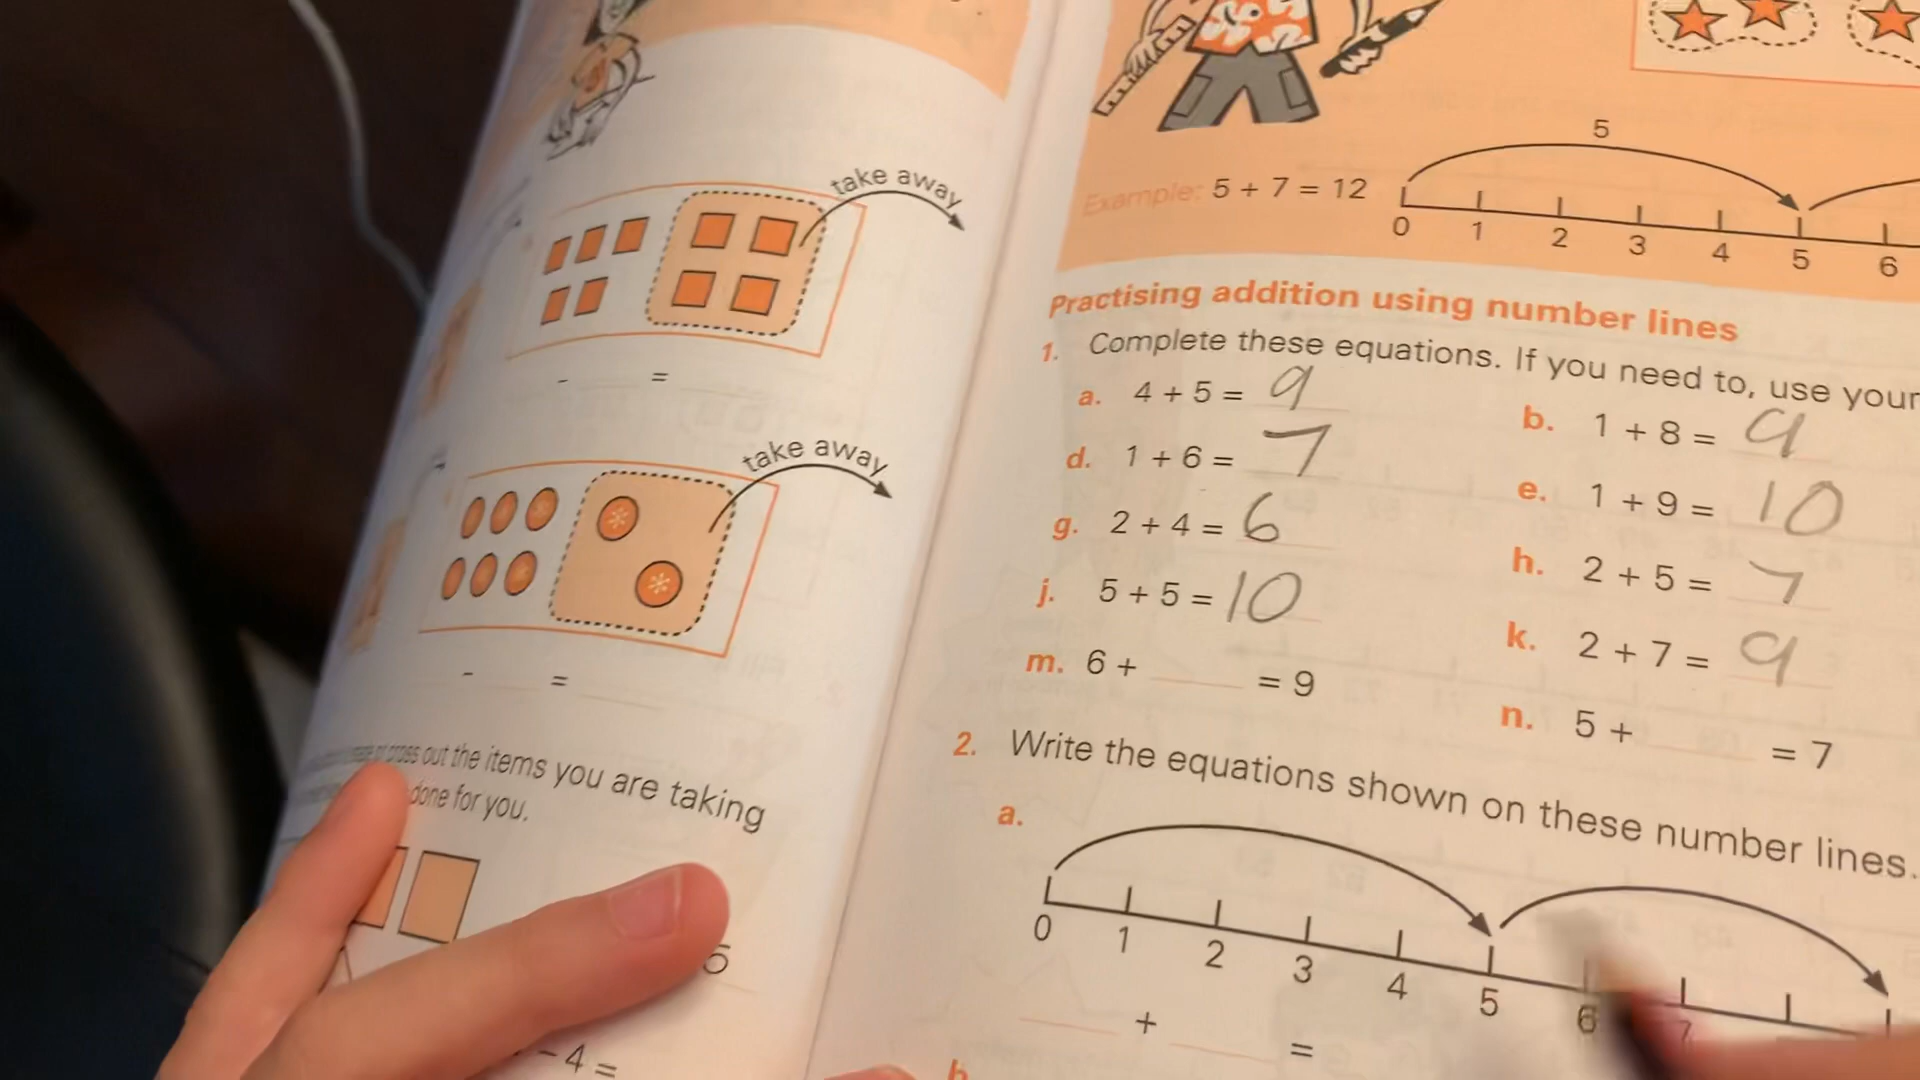 take away
- =
take away
- =
cross out the items you are taking
done for you.
5
- 4 =
5
Example: 5 + 7 = 12
0 1 2 3 4 5 6
Practising addition using number lines
1. Complete these equations. If you need to, use your
a. 4 + 5 = 9
b. 1 + 8 = 9
d. 1 + 6 = 7
e. 1 + 9 = 10
g. 2 + 4 = 6
h. 2 + 5 = 7
j. 5 + 5 = 10
k. 2 + 7 = 9
m. 6 + = 9
n. 5 + = 7
2. Write the equations shown on these number lines.
a.
0 1 2 3 4 5 6 7
+ =
b